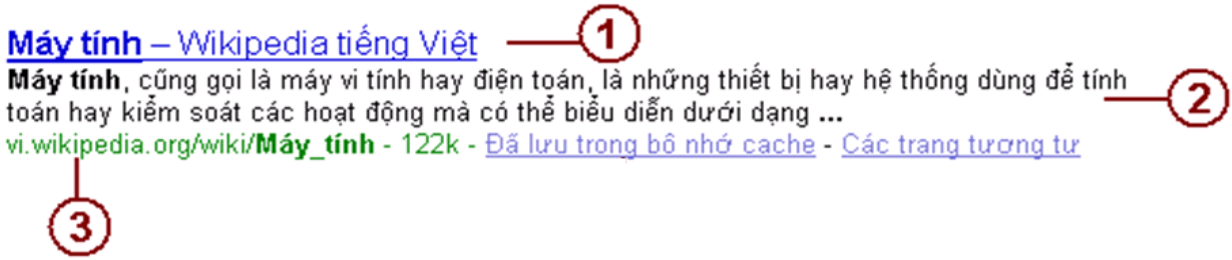 Máy tính – Wikipedia tiếng Việt
1
Máy tính, cũng gọi là máy vi tính hay điện toán, là những thiết bị hay hệ thống dùng để tính
toán hay kiểm soát các hoạt động mà có thể biểu diễn dưới dạng ...
2
vi.wikipedia.org/wiki/Máy_tính - 122k - Đã lưu trong bộ nhớ cache - Các trang tương tự
3